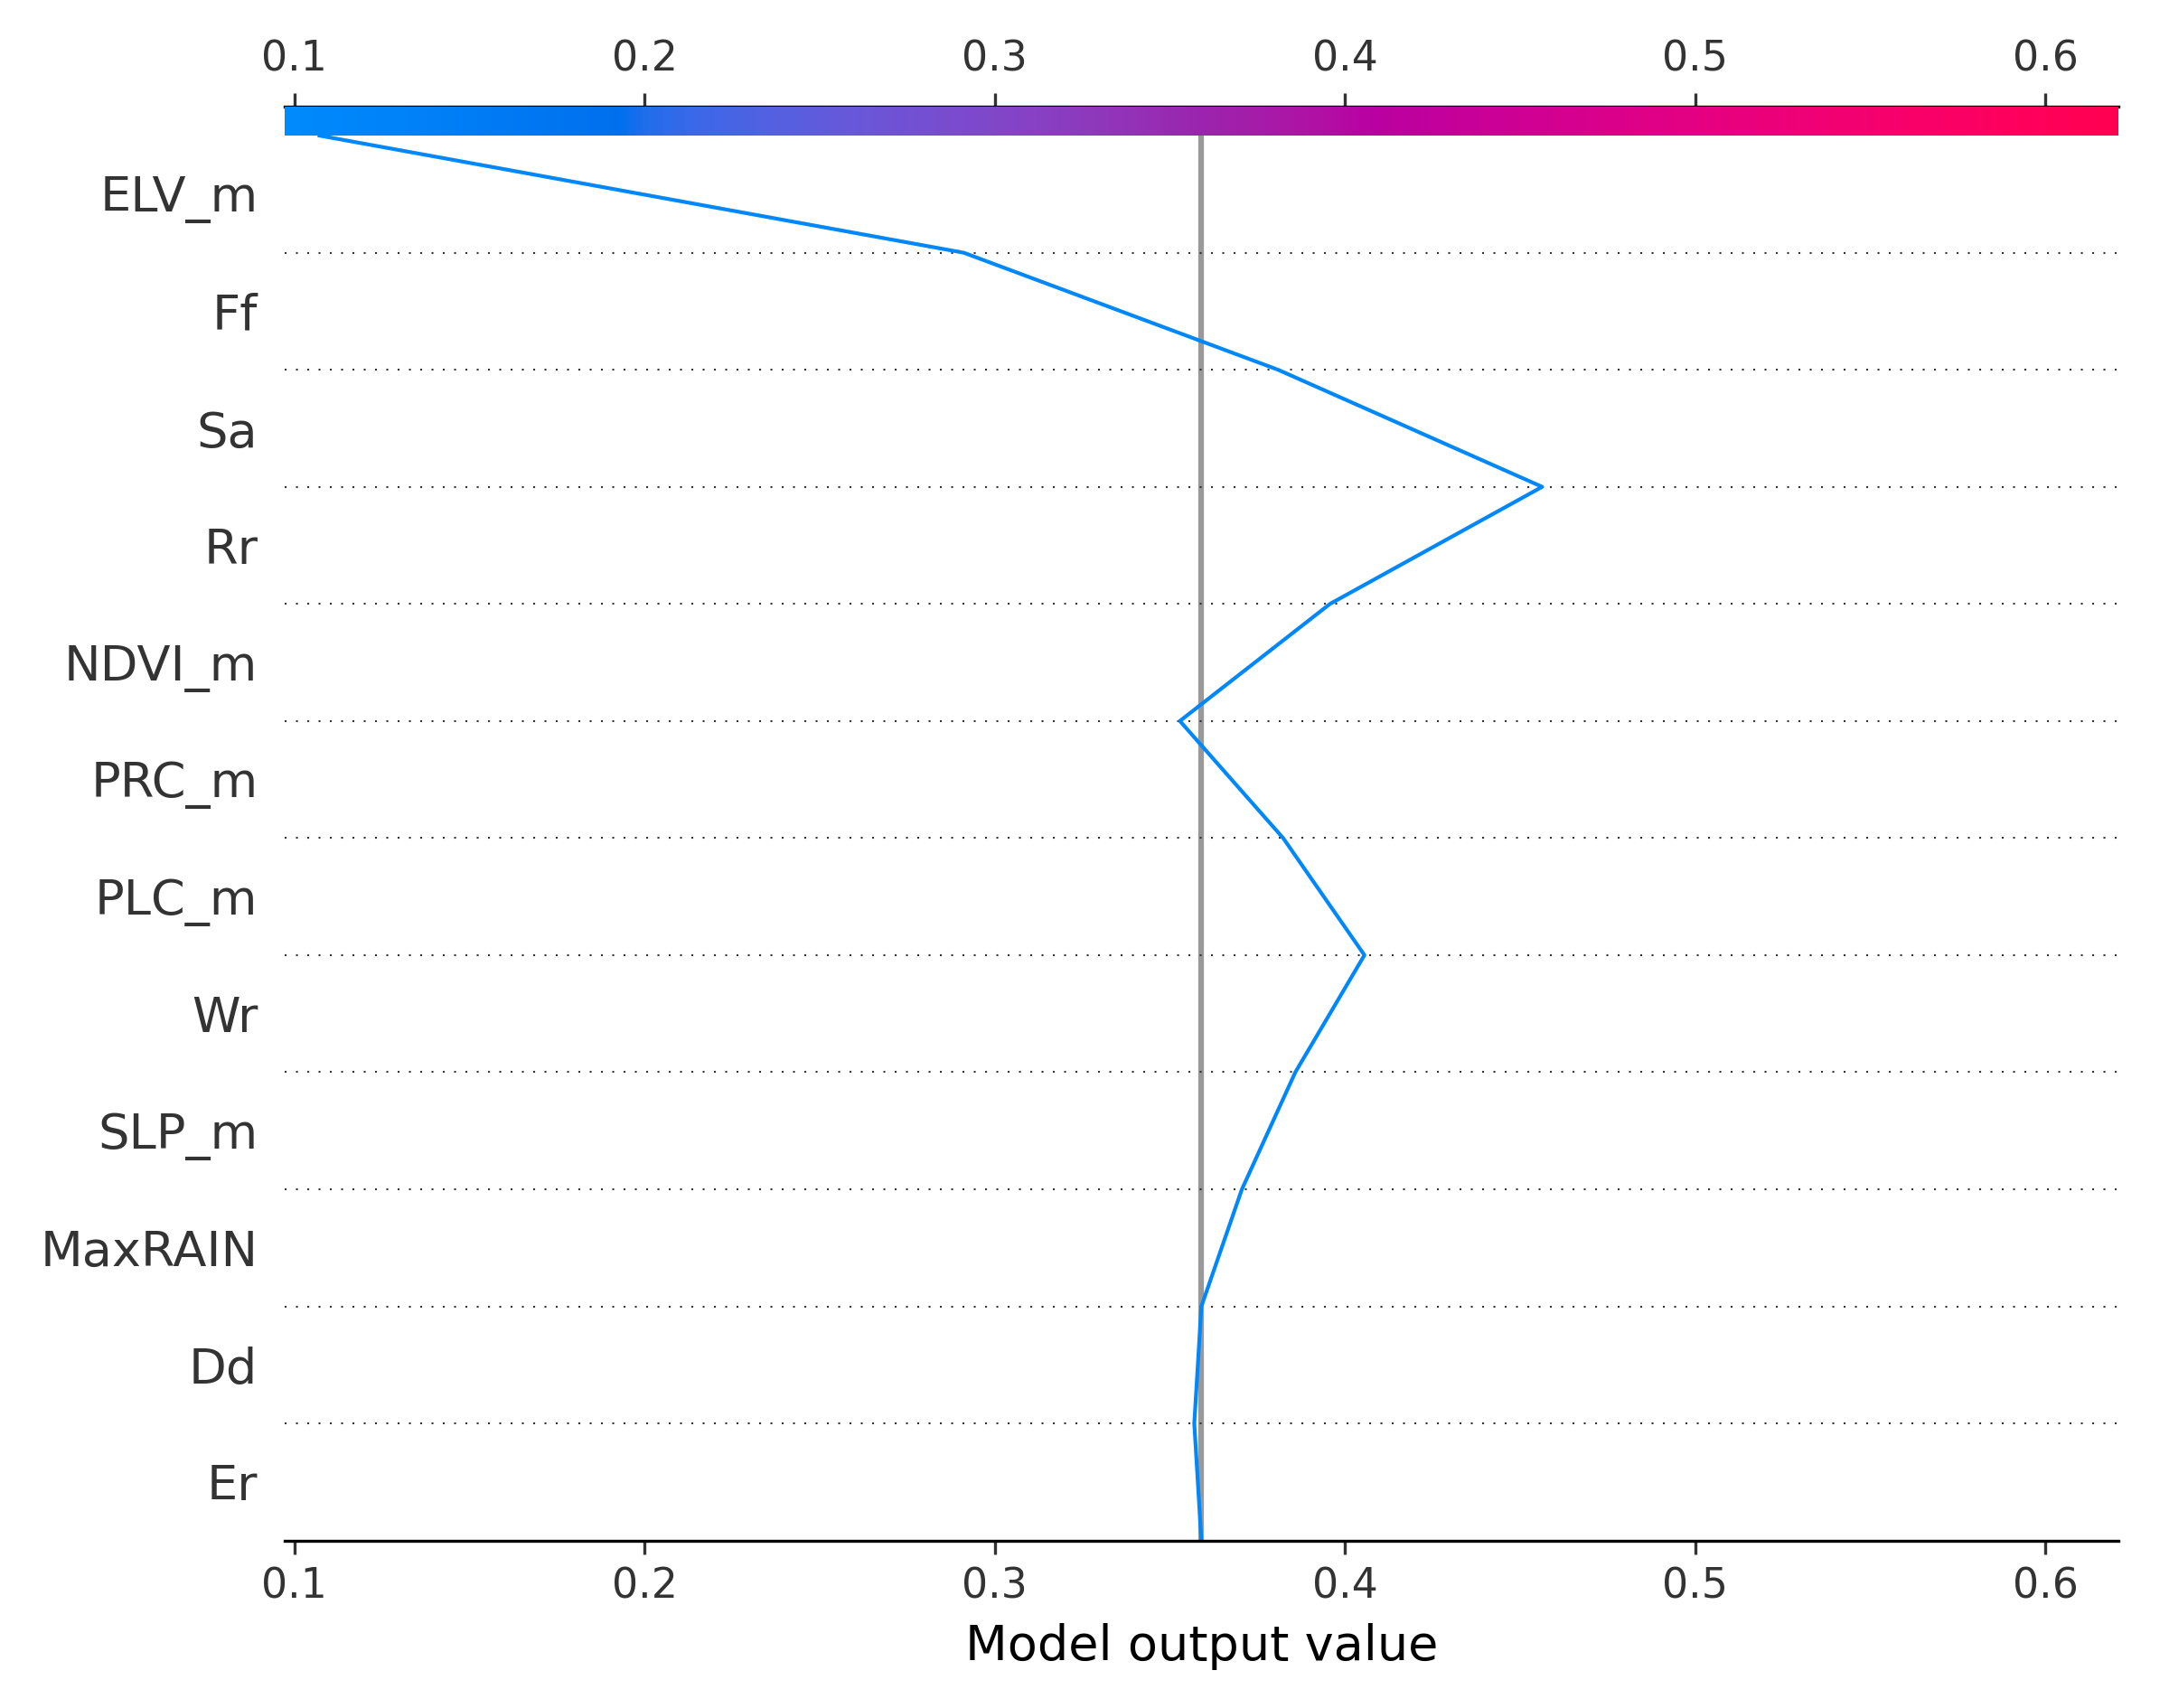 0.1 0.2 0.3 0.4 0.5 0.6
ELV_m
Ff
Sa
Rr
NDVI_m
PRC_m
PLC_m
Wr
SLP_m
MaxRAIN
Dd
Er
0.1 0.2 0.3 0.4 0.5 0.6
Model output value